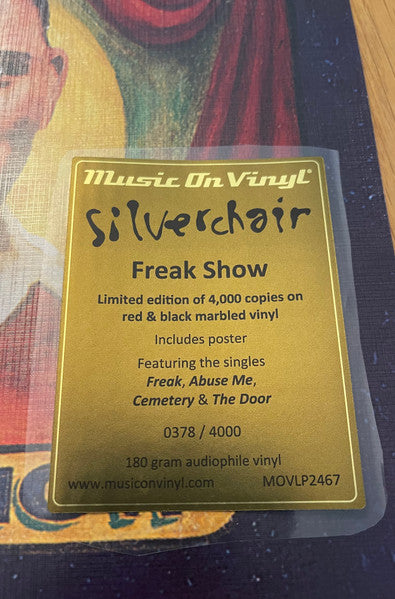 Music On Vinyl®
silverchair
Freak Show
Limited edition of 4,000 copies on
red & black marbled vinyl
Includes poster
Featuring the singles
Freak, Abuse Me,
Cemetery & The Door
0378 / 4000
180 gram audiophile vinyl
www.musiconvinyl.com MOVLP2467